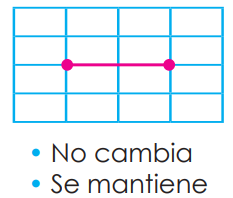 • No cambia
• Se mantiene